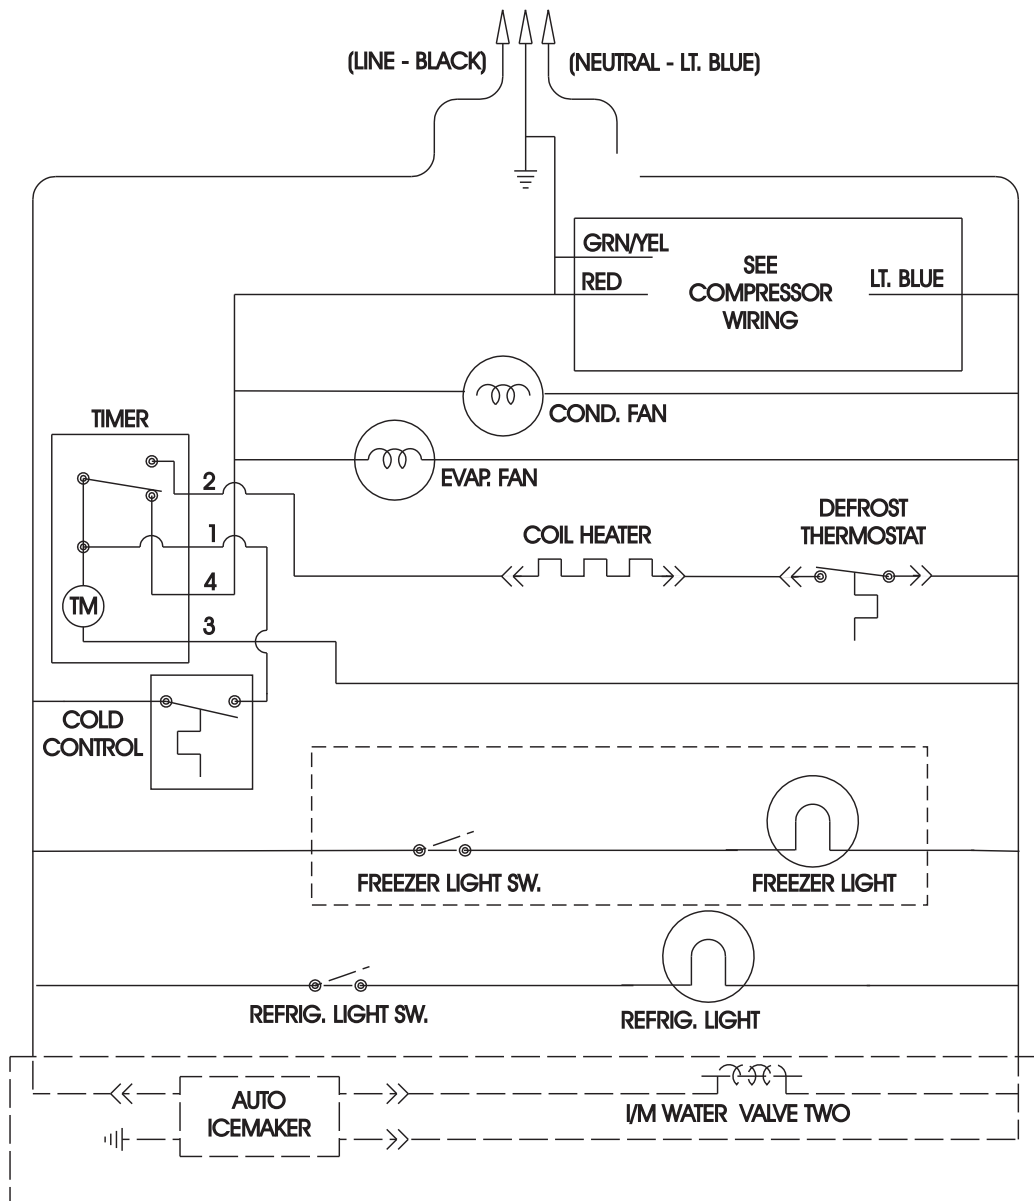 (LINE - BLACK)
(NEUTRAL - LT. BLUE)
GRN/YEL
RED
SEE
COMPRESSOR
WIRING
LT. BLUE
COND. FAN
TIMER
EVAP. FAN
2
1
4
3
TM
COIL HEATER
DEFROST
THERMOSTAT
COLD
CONTROL
FREEZER LIGHT SW.
FREEZER LIGHT
REFRIG. LIGHT SW.
REFRIG. LIGHT
AUTO
ICEMAKER
I/M WATER VALVE TWO